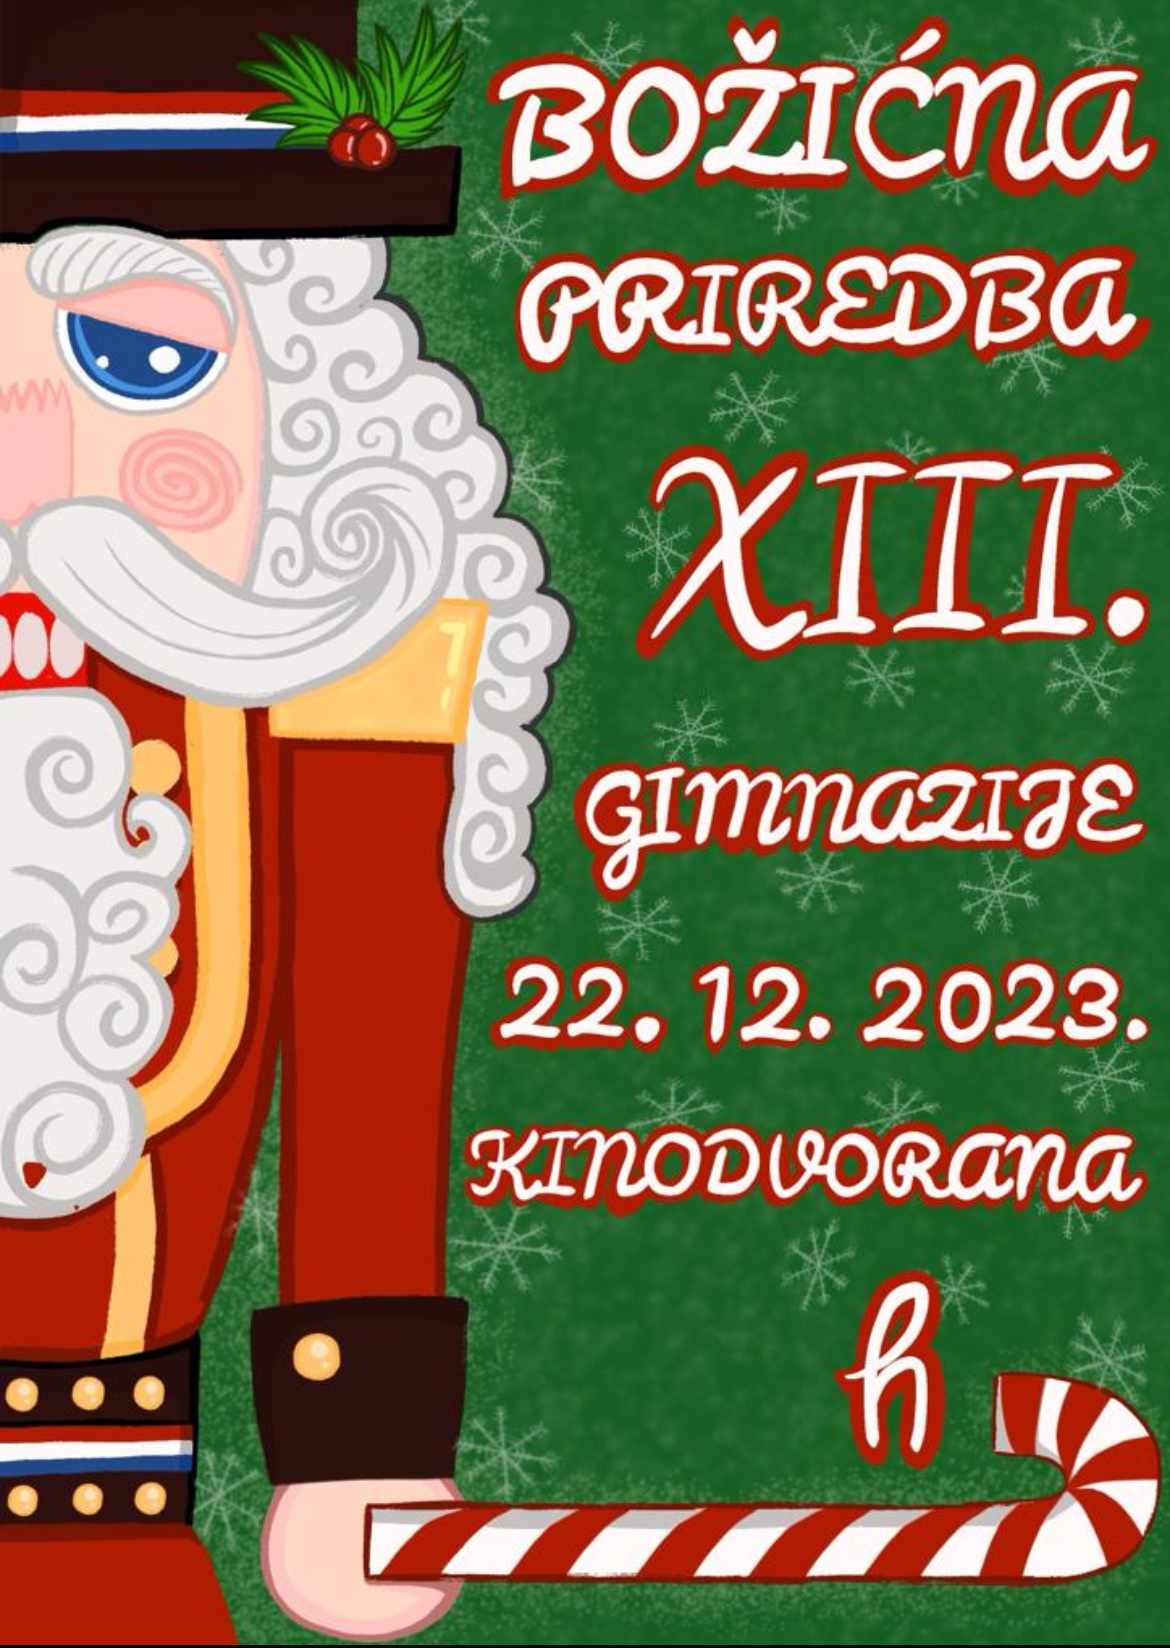 BOŽIĆNA
PRIREDBA
XIII.
GIMNAZIJE
22. 12. 2023.
KINODVORANA
h